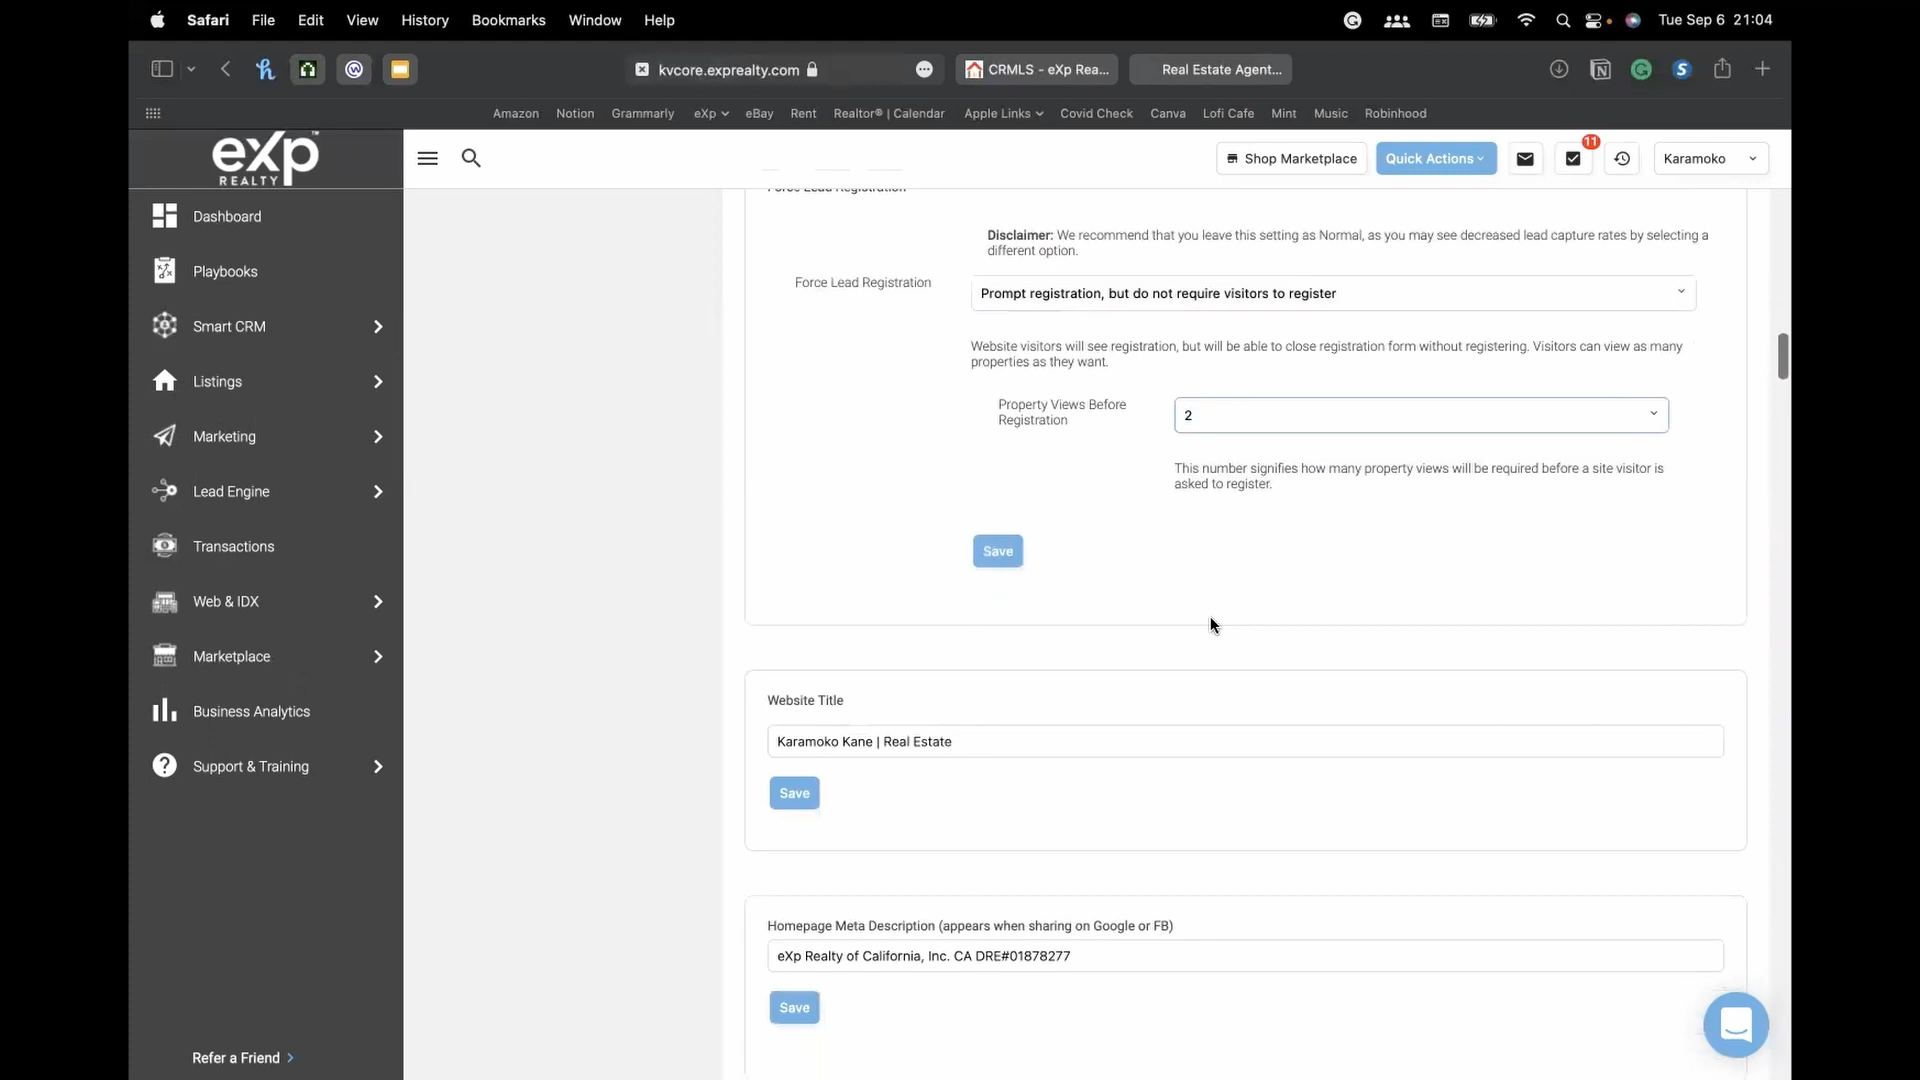 Safari File Edit View History Bookmarks Window Help Tue Sep 6 21:04
kvcore.exprealty.com CRMLS - eXp Rea... Real Estate Agent...
Amazon Notion Grammarly eXp eBay Rent Realtor® | Calendar Apple Links Covid Check Canva Lofi Cafe Mint Music Robinhood
eXp
REALTY
Shop Marketplace Quick Actions 11 Karamoko
Dashboard
Playbooks
Smart CRM
Listings
Marketing
Lead Engine
Transactions
Web & IDX
Marketplace
Business Analytics
Support & Training
Refer a Friend
Force Lead Registration
Disclaimer: We recommend that you leave this setting as Normal, as you may see decreased lead capture rates by selecting a
different option.
Force Lead Registration
Prompt registration, but do not require visitors to register
Website visitors will see registration, but will be able to close registration form without registering. Visitors can view as many
properties as they want.
Property Views Before
Registration
2
This number signifies how many property views will be required before a site visitor is
asked to register.
Save
Website Title
Karamoko Kane | Real Estate
Save
Homepage Meta Description (appears when sharing on Google or FB)
eXp Realty of California, Inc. CA DRE#01878277
Save